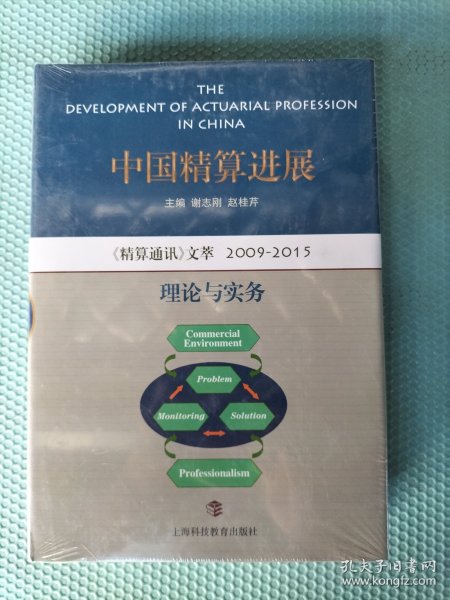 THE
DEVELOPMENT OF ACTUARIAL PROFESSION
IN CHINA
中国精算进展
主编 谢志刚 赵桂芹
《精算通讯》文萃 2009-2015
理论与实务
Commercial
Environment
Problem
Monitoring
Solution
Professionalism
上海科技教育出版社
孔夫子旧书网
www.kongfz.com